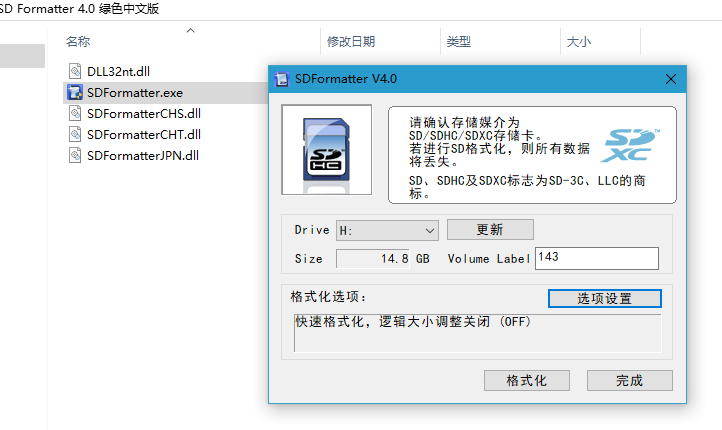 SD Formatter 4.0 绿色中文版
名称 修改日期 类型 大小
DLL32nt.dll
SDFormatter.exe
SDFormatterCHS.dll
SDFormatterCHT.dll
SDFormatterJPN.dll
SDFormatter V4.0
SD
HC
请确认存储媒介为
SD/SDHC/SDXC存储卡。
若进行SD格式化，则所有数据
将丢失。
SD、SDHC及SDXC标志为SD-3C、LLC的商
标。
SD
XC
Drive H: 更新
Size 14.8 GB Volume Label 143
格式化选项： 选项设置
快速格式化，逻辑大小调整关闭 (OFF)
格式化 完成